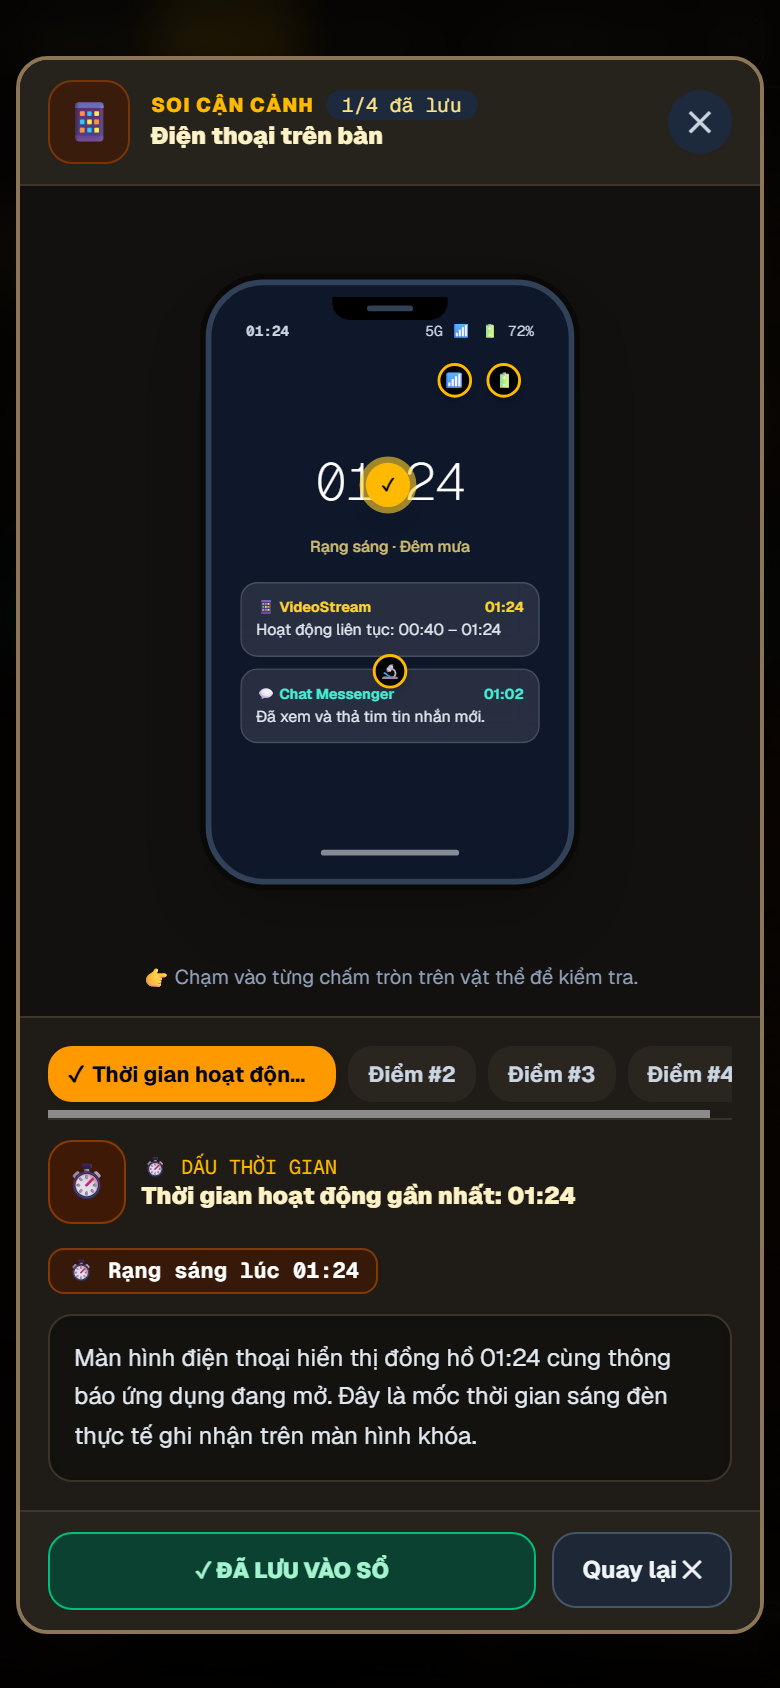 SOI CẬN CẢNH 1/4 đã lưu
Điện thoại trên bàn
01:24 5G 72%
01 24
✓
Rạng sáng · Đêm mưa
VideoStream 01:24
Hoạt động liên tục: 00:40 – 01:24
Chat Messenger 01:02
Đã xem và thả tim tin nhắn mới.
Chạm vào từng chấm tròn trên vật thể để kiểm tra.
✓ Thời gian hoạt độn... Điểm #2 Điểm #3 Điểm #4
DẤU THỜI GIAN
Thời gian hoạt động gần nhất: 01:24
Rạng sáng lúc 01:24
Màn hình điện thoại hiển thị đồng hồ 01:24 cùng thông
báo ứng dụng đang mở. Đây là mốc thời gian sáng đèn
thực tế ghi nhận trên màn hình khóa.
✓ ĐÃ LƯU VÀO SỔ Quay lại ✕